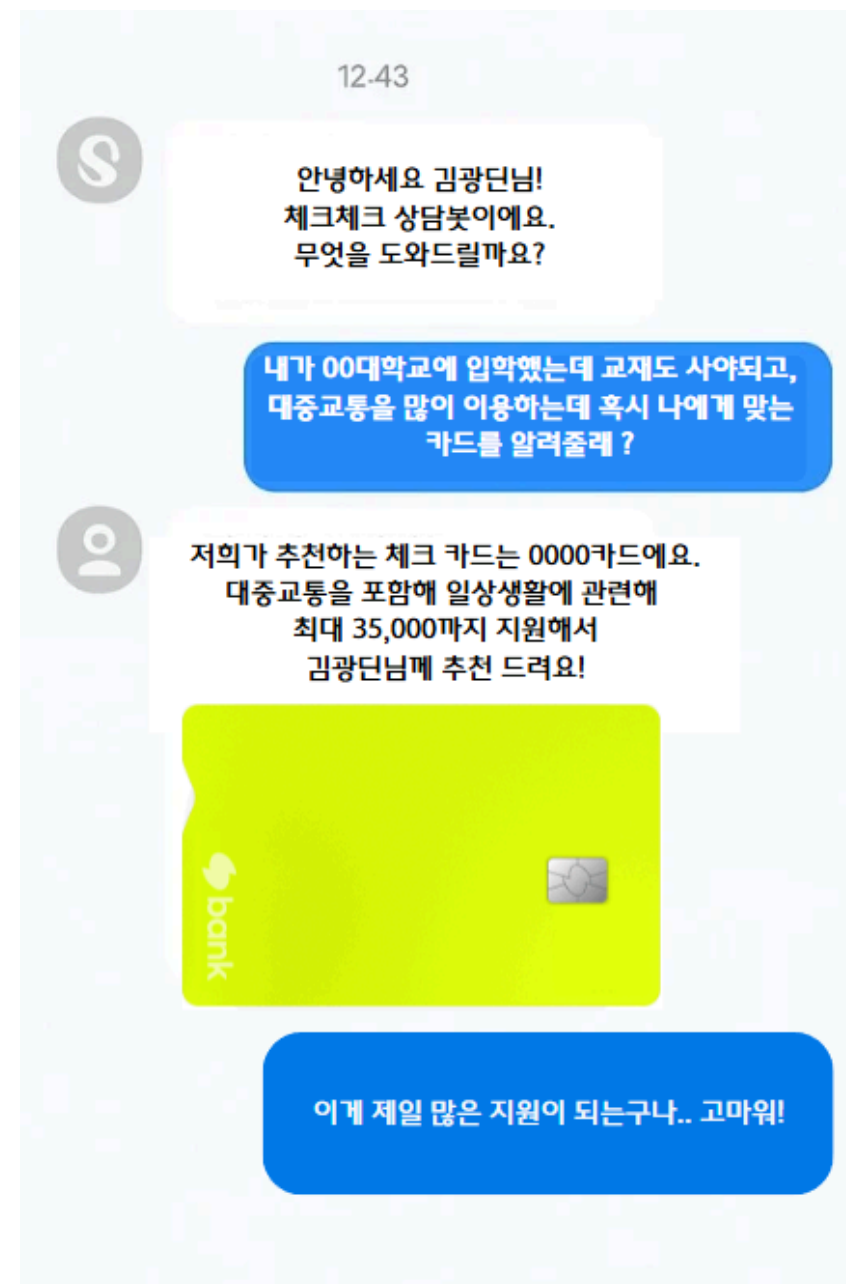 12:43
S
안녕하세요 김광딘님!
체크체크 상담봇이에요.
무엇을 도와드릴까요?
내가 00대학교에 입학했는데 교재도 사야되고,
대중교통을 많이 이용하는데 혹시 나에게 맞는
카드를 알려줄래 ?
저희가 추천하는 체크 카드는 0000카드에요.
대중교통을 포함해 일상생활에 관련해
최대 35,000까지 지원해서
김광딘님께 추천 드려요!
bank
이게 제일 많은 지원이 되는구나.. 고마워!